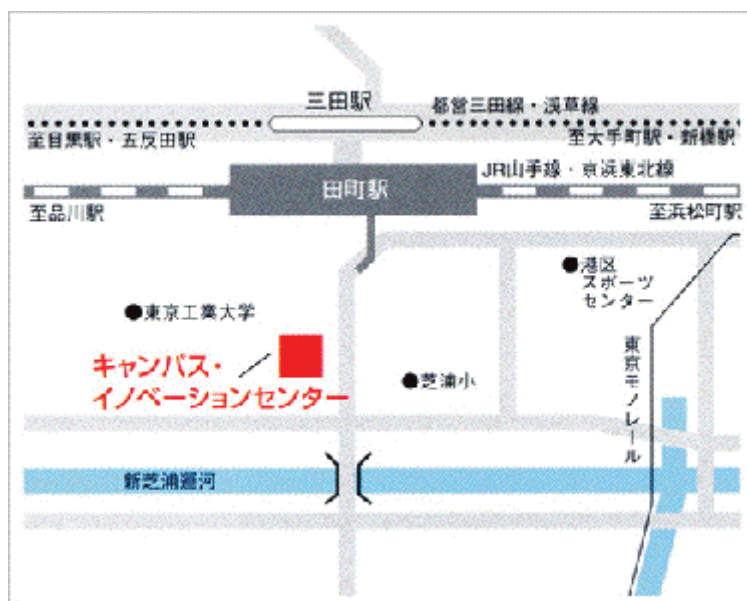 三田駅
都営三田線・浅草線
至目黒駅・五反田駅
至大手町駅・新橋駅
田町駅
JR山手線・京浜東北線
至品川駅
至浜松町駅
港区
スポーツ
センター
東京工業大学
キャンパス・
イノベーションセンター
芝浦小
東京モノレール
新芝浦運河